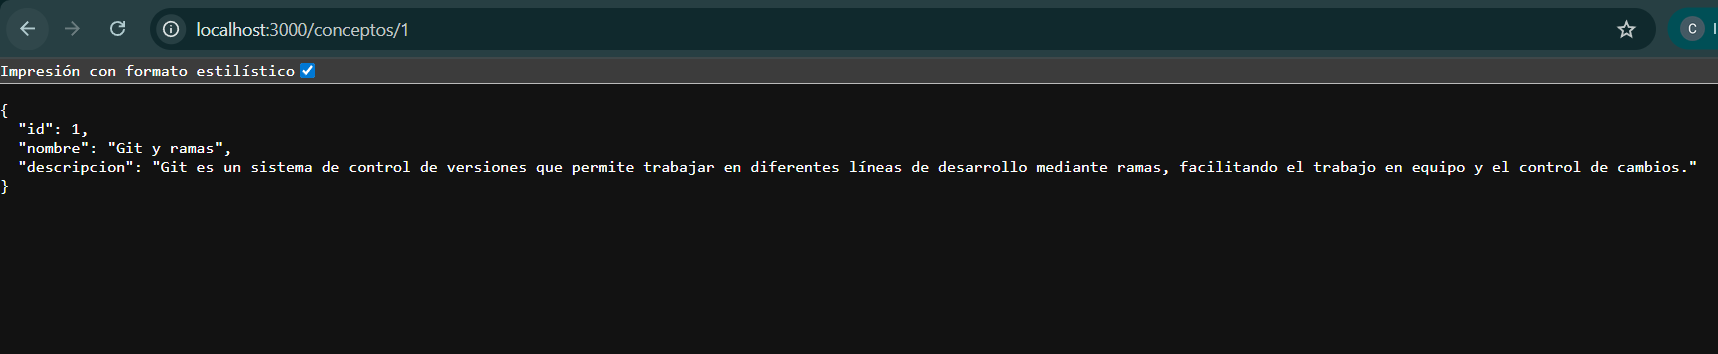 localhost:3000/conceptos/1
C
Impresión con formato estilístico
{
"id": 1,
"nombre": "Git y ramas",
"descripcion": "Git es un sistema de control de versiones que permite trabajar en diferentes líneas de desarrollo mediante ramas, facilitando el trabajo en equipo y el control de cambios."
}